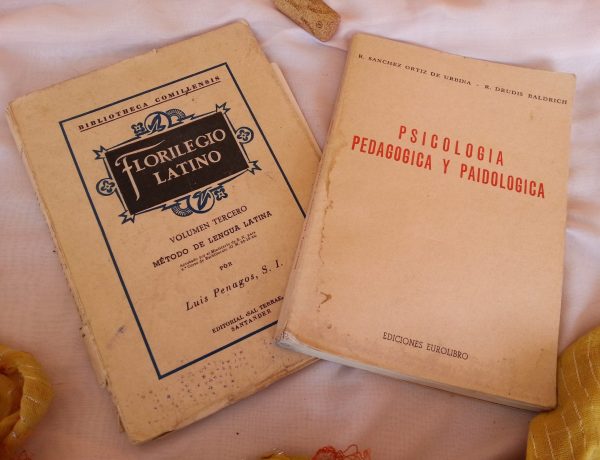 BIBLIOTHECA COMILLENSIS
FLORILEGIO
LATINO
VOLUMEN TERCERO
MÉTODO DE LENGUA LATINA
POR
Luis Penagos, S. I.
EDITORIAL «SAL TERRAE»
SANTANDER
R. SANCHEZ ORTIZ DE URBINA - R. DRUDIS BALDRICH
PSICOLOGIA
PEDAGOGICA Y PAIDOLOGICA
EDICIONES EUROLIBRO